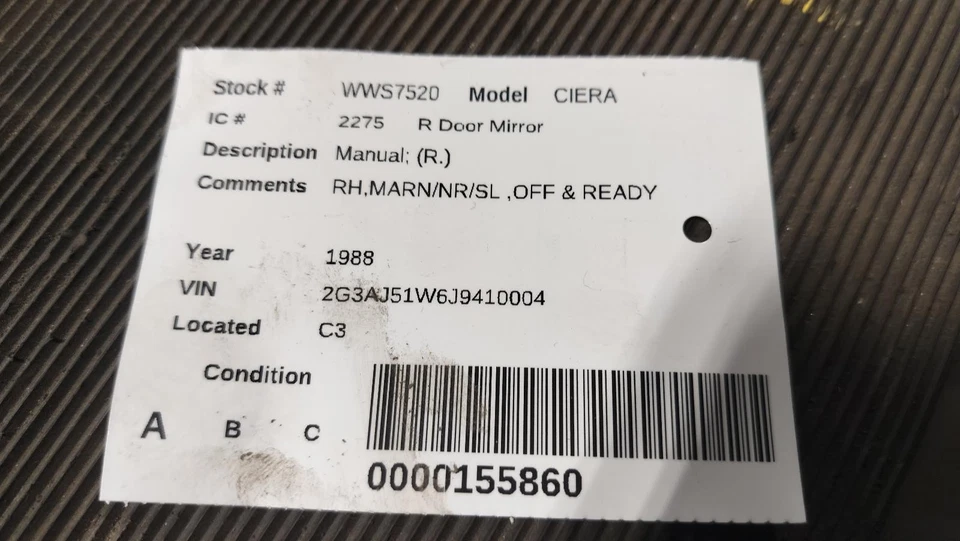 Stock # WWS7520 Model CIERA
IC # 2275 R Door Mirror
Description Manual; (R.)
Comments RH,MARN/NR/SL ,OFF & READY
Year 1988
VIN 2G3AJ51W6J9410004
Located C3
Condition
A B C
0000155860